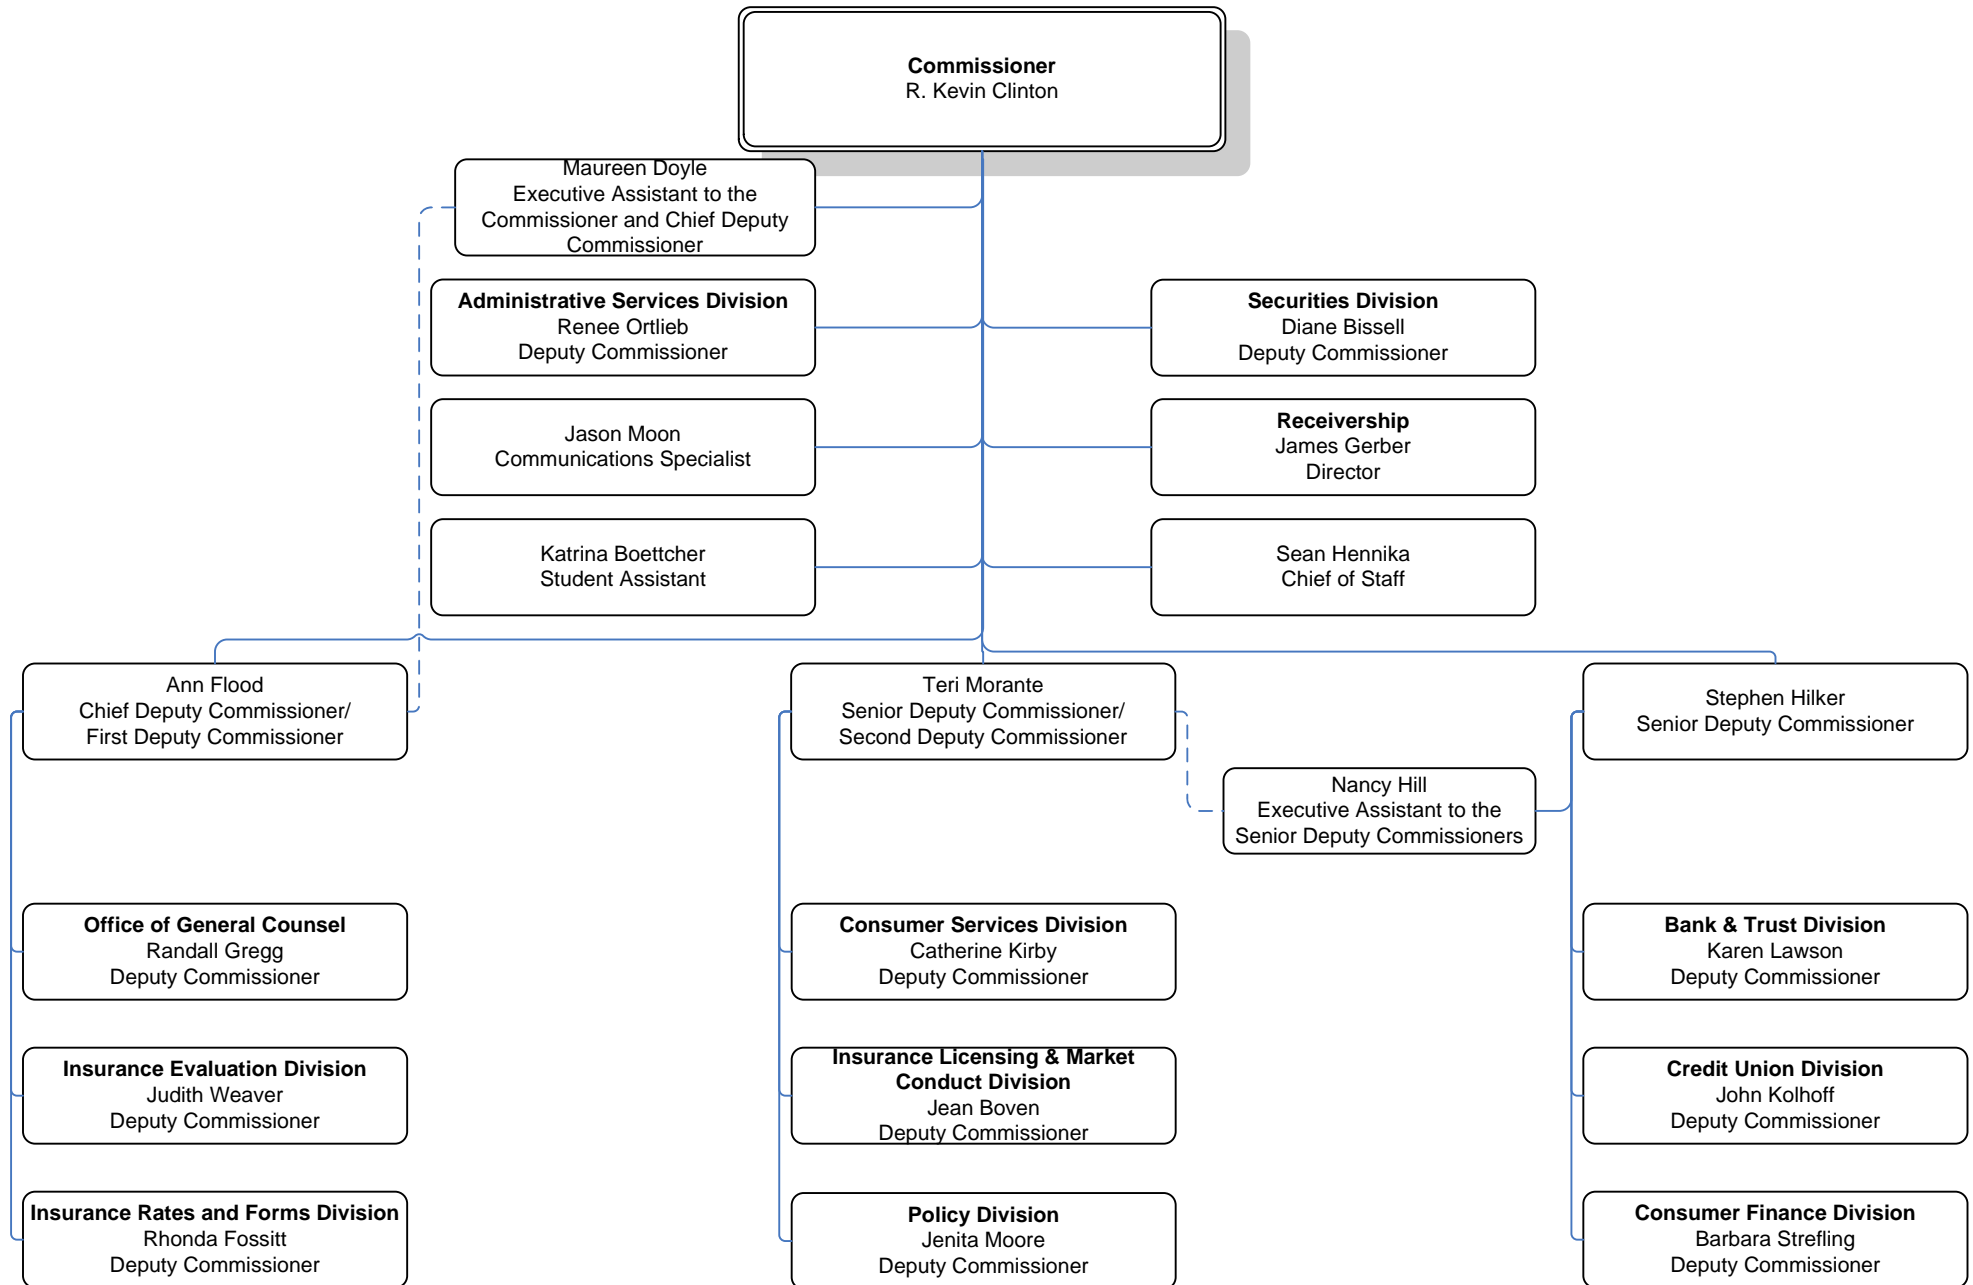 Commissioner
R. Kevin Clinton
Maureen Doyle
Executive Assistant to the
Commissioner and Chief Deputy
Commissioner
Administrative Services Division
Renee Ortlieb
Deputy Commissioner
Securities Division
Diane Bissell
Deputy Commissioner
Jason Moon
Communications Specialist
Receivership
James Gerber
Director
Katrina Boettcher
Student Assistant
Sean Hennika
Chief of Staff
Ann Flood
Chief Deputy Commissioner/
First Deputy Commissioner
Teri Morante
Senior Deputy Commissioner/
Second Deputy Commissioner
Stephen Hilker
Senior Deputy Commissioner
Nancy Hill
Executive Assistant to the
Senior Deputy Commissioners
Office of General Counsel
Randall Gregg
Deputy Commissioner
Consumer Services Division
Catherine Kirby
Deputy Commissioner
Bank & Trust Division
Karen Lawson
Deputy Commissioner
Insurance Evaluation Division
Judith Weaver
Deputy Commissioner
Insurance Licensing & Market
Conduct Division
Jean Boven
Deputy Commissioner
Credit Union Division
John Kolhoff
Deputy Commissioner
Insurance Rates and Forms Division
Rhonda Fossitt
Deputy Commissioner
Policy Division
Jenita Moore
Deputy Commissioner
Consumer Finance Division
Barbara Strefling
Deputy Commissioner